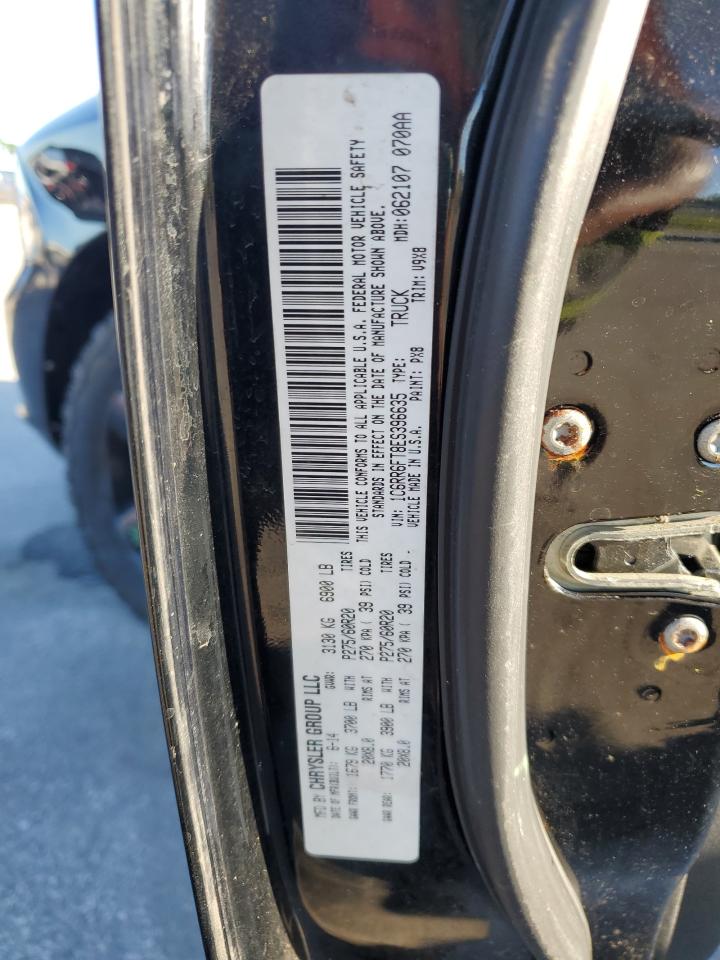 MFD BY CHRYSLER GROUP LLC
DATE OF MFR(BUILT): 6-14 GVWR: 3130 KG 6900 LB
GAWR FRONT: 1679 KG 3700 LB WITH P275/60R20 TIRES
20X8.0 RIMS AT 270 KPA ( 39 PSI) COLD
GAWR REAR: 1770 KG 3900 LB WITH P275/60R20 TIRES
20X8.0 RIMS AT 270 KPA ( 39 PSI) COLD -
THIS VEHICLE CONFORMS TO ALL APPLICABLE U.S.A. FEDERAL MOTOR VEHICLE SAFETY
STANDARDS IN EFFECT ON THE DATE OF MANUFACTURE SHOWN ABOVE.
VIN: 1C6RR6FT8ES396635 TYPE: TRUCK MDH:062107 070AA
VEHICLE MADE IN U.S.A. PAINT: PX8 TRIM: V9X8